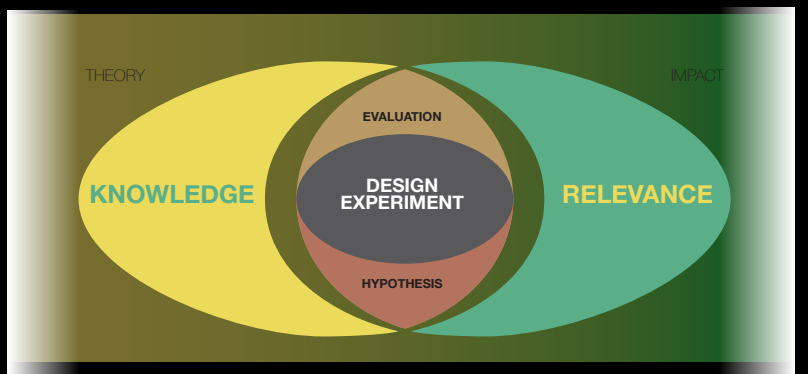 THEORY
IMPACT
EVALUATION
KNOWLEDGE
DESIGN
EXPERIMENT
RELEVANCE
HYPOTHESIS